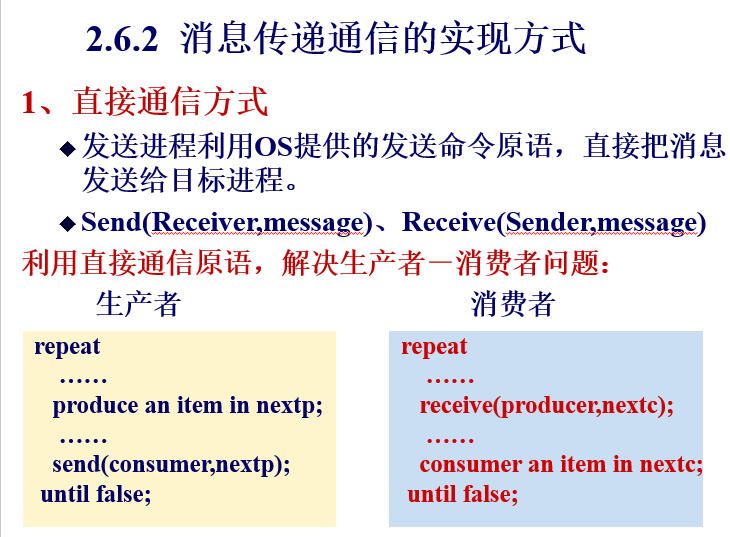 2.6.2 消息传递通信的实现方式
1、直接通信方式
◆发送进程利用OS提供的发送命令原语，直接把消息
发送给目标进程。
◆Send(Receiver,message)、Receive(Sender,message)
利用直接通信原语，解决生产者－消费者问题：
生产者
repeat
……
produce an item in nextp;
……
send(consumer,nextp);
until false;
消费者
repeat
……
receive(producer,nextc);
……
consumer an item in nextc;
until false;